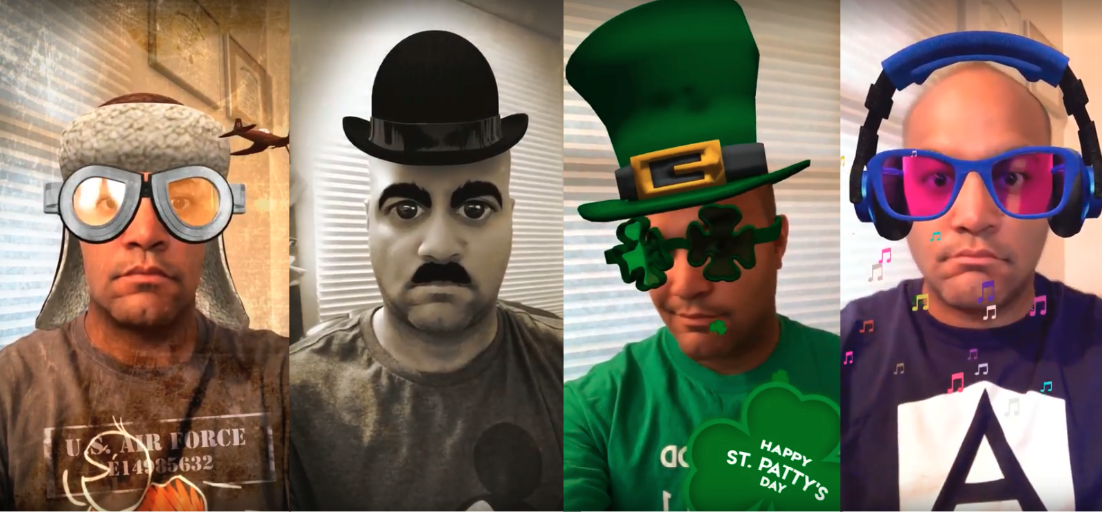 U.S. AIR FORCE
E14985632
HAPPY
ST. PATTY'S
DAY
A